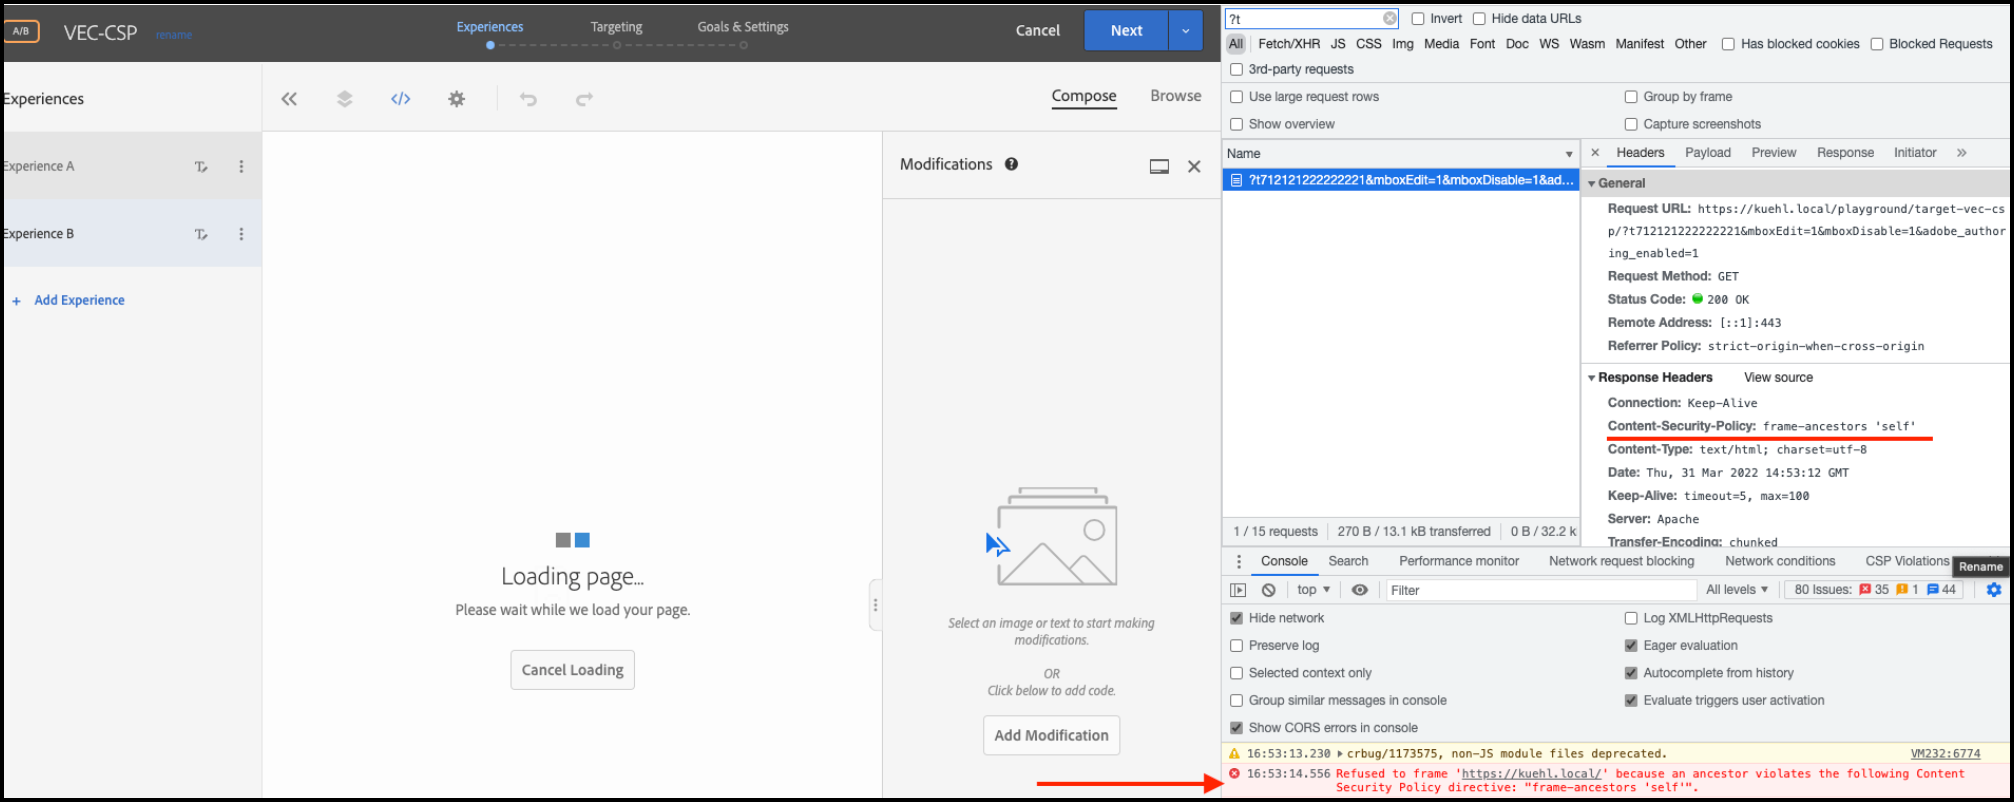 A/B
VEC-CSP
rename
Experiences
Targeting
Goals & Settings
Cancel
Next
Experiences
Compose
Browse
Experience A
Experience B
+ Add Experience
Loading page...
Please wait while we load your page.
Cancel Loading
Modifications
Select an image or text to start making
modifications.
OR
Click below to add code.
Add Modification
?t
Invert
Hide data URLs
All Fetch/XHR JS CSS Img Media Font Doc WS Wasm Manifest Other
Has blocked cookies
Blocked Requests
3rd-party requests
Use large request rows
Group by frame
Show overview
Capture screenshots
Name
?t712121222222221&mboxEdit=1&mboxDisable=1&ad...
1 / 15 requests
270 B / 13.1 kB transferred
0 B / 32.2 k
Headers
Payload
Preview
Response
Initiator
General
Request URL: https://kuehl.local/playground/target-vec-cs
p/?t712121222222221&mboxEdit=1&mboxDisable=1&adobe_author
ing_enabled=1
Request Method: GET
Status Code: 200 OK
Remote Address: [::1]:443
Referrer Policy: strict-origin-when-cross-origin
Response Headers
View source
Connection: Keep-Alive
Content-Security-Policy: frame-ancestors 'self'
Content-Type: text/html; charset=utf-8
Date: Thu, 31 Mar 2022 14:53:12 GMT
Keep-Alive: timeout=5, max=100
Server: Apache
Transfer-Encoding: chunked
Console
Search
Performance monitor
Network request blocking
Network conditions
CSP Violations
Rename
top
Filter
All levels
80 Issues: 35 1 44
Hide network
Log XMLHttpRequests
Preserve log
Eager evaluation
Selected context only
Autocomplete from history
Group similar messages in console
Evaluate triggers user activation
Show CORS errors in console
16:53:13.230 crbug/1173575, non-JS module files deprecated. VM232:6774
16:53:14.556 Refused to frame 'https://kuehl.local/' because an ancestor violates the following Content
Security Policy directive: "frame-ancestors 'self'".